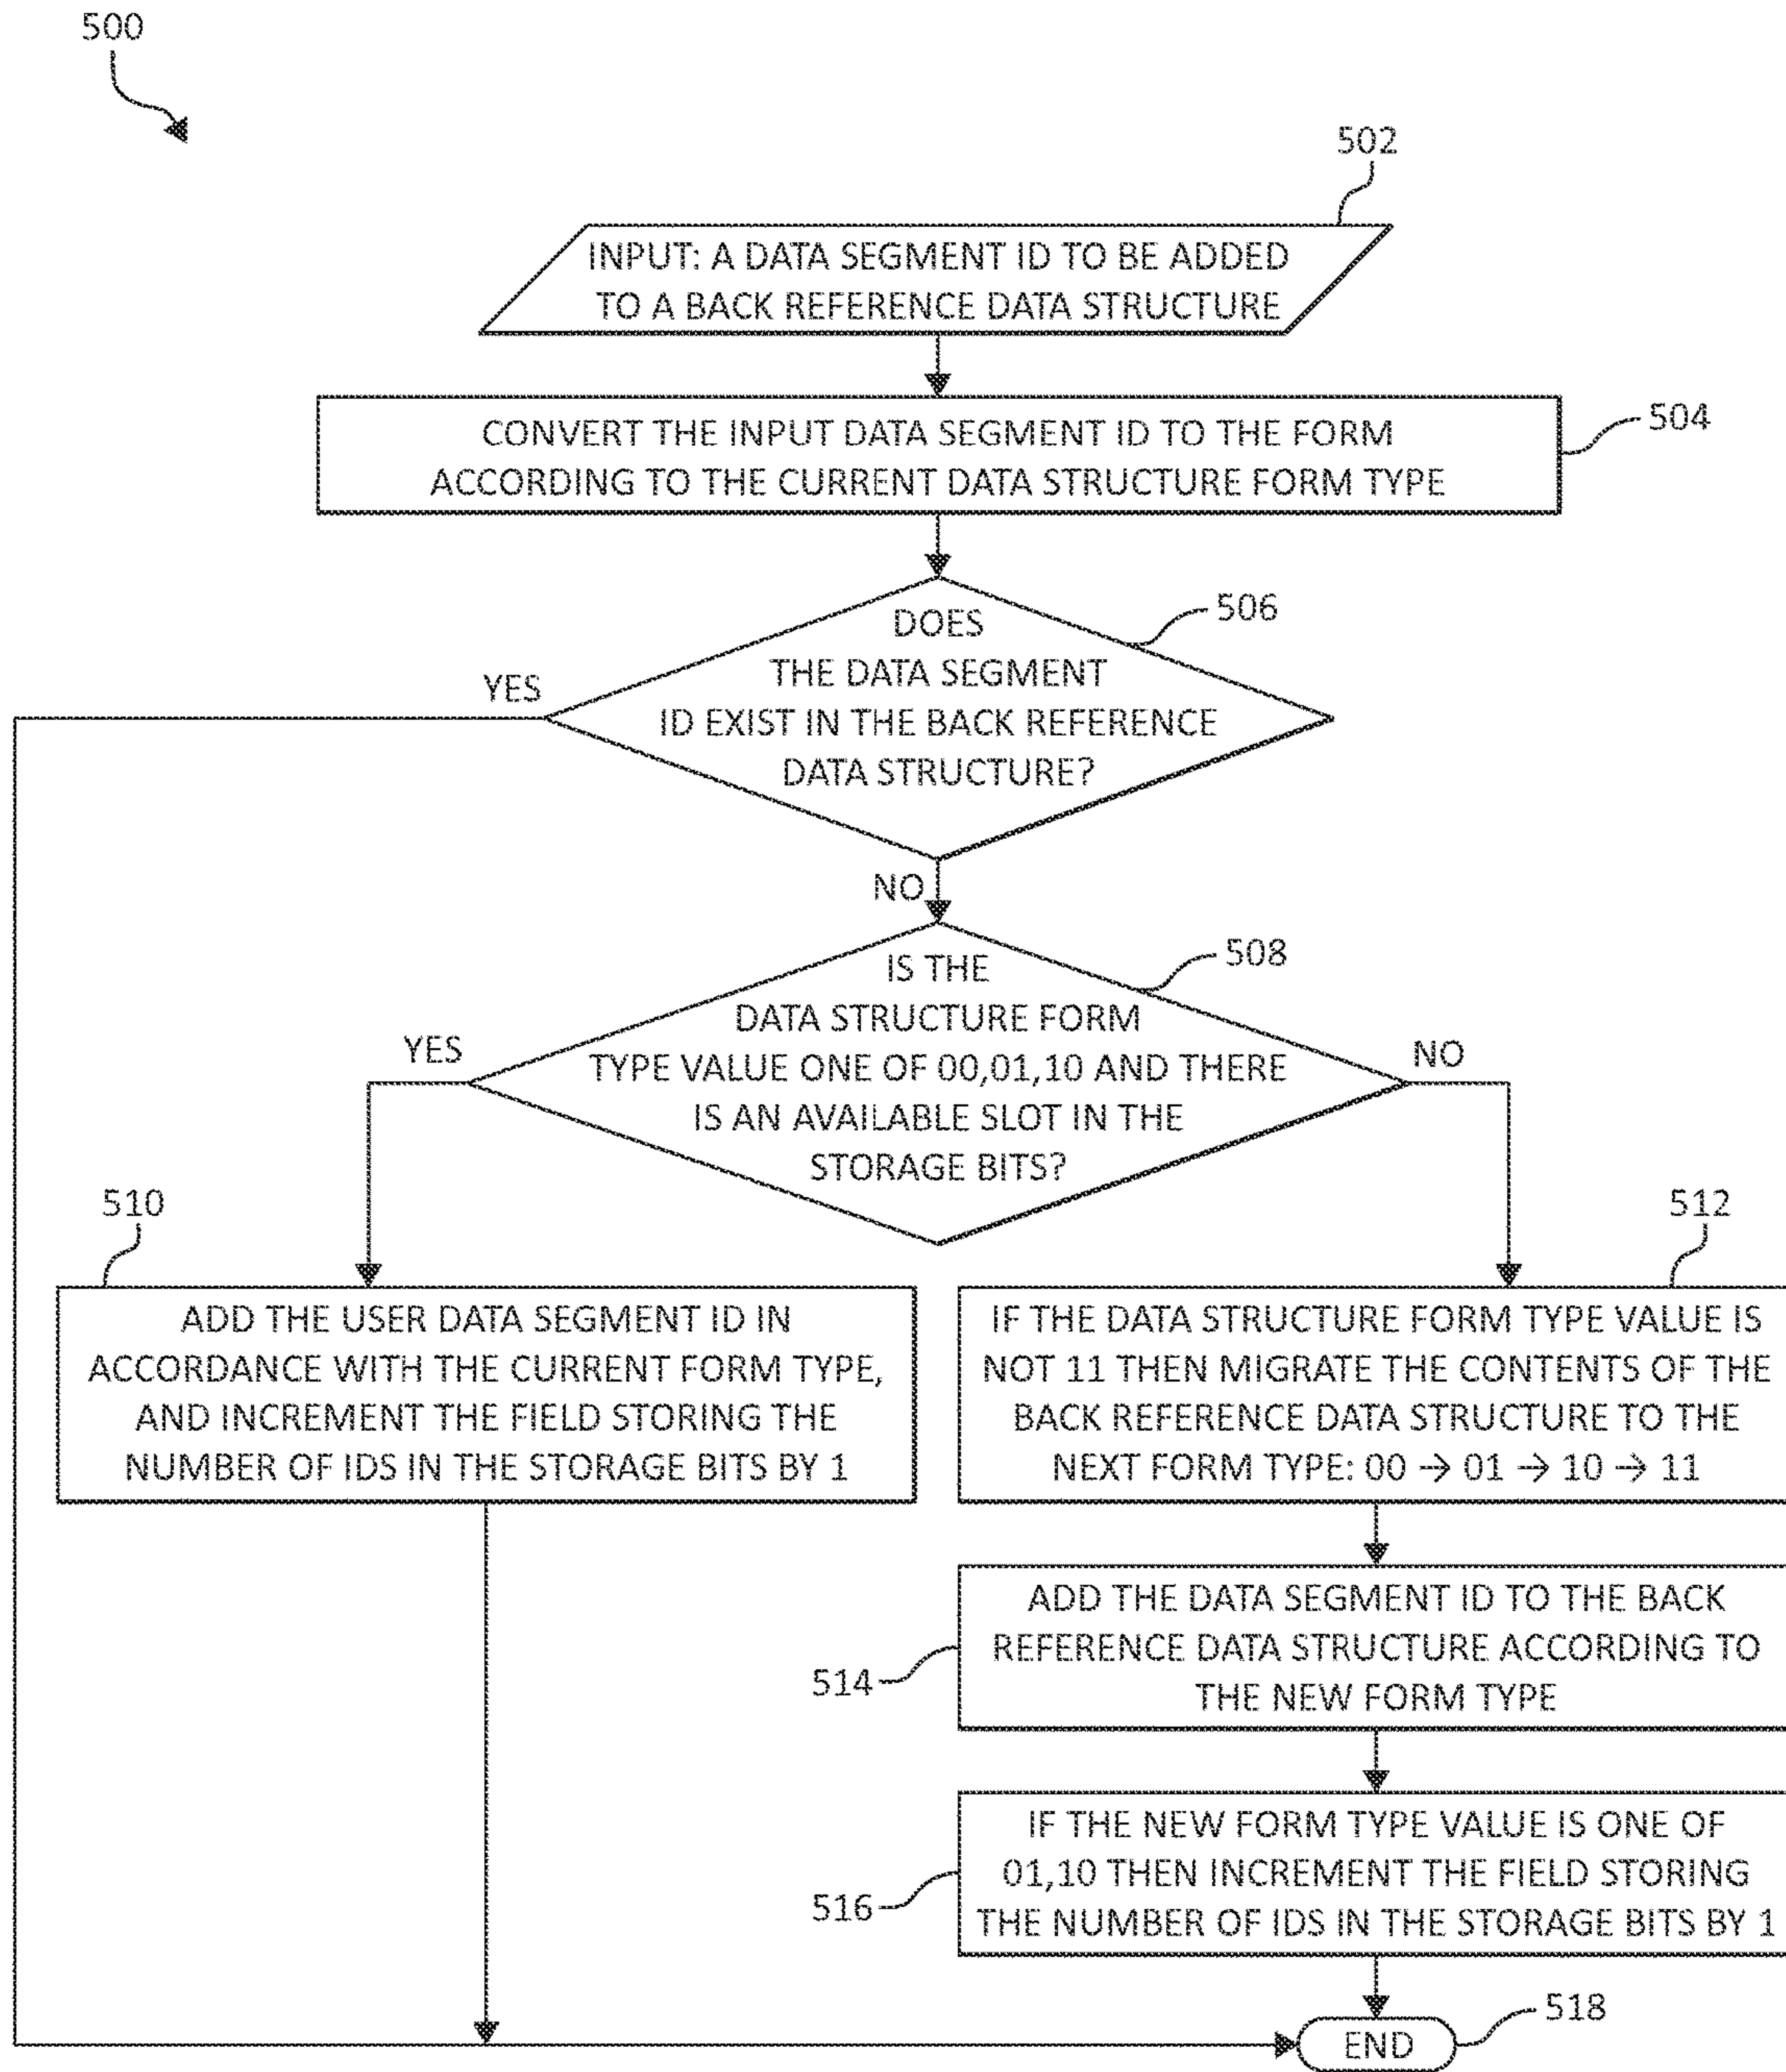 500
502
INPUT: A DATA SEGMENT ID TO BE ADDED
TO A BACK REFERENCE DATA STRUCTURE
504
CONVERT THE INPUT DATA SEGMENT ID TO THE FORM
ACCORDING TO THE CURRENT DATA STRUCTURE FORM TYPE
506
DOES
THE DATA SEGMENT
ID EXIST IN THE BACK REFERENCE
DATA STRUCTURE?
YES
NO
508
IS THE
DATA STRUCTURE FORM
TYPE VALUE ONE OF 00,01,10 AND THERE
IS AN AVAILABLE SLOT IN THE
STORAGE BITS?
YES
NO
510
ADD THE USER DATA SEGMENT ID IN
ACCORDANCE WITH THE CURRENT FORM TYPE,
AND INCREMENT THE FIELD STORING THE
NUMBER OF IDS IN THE STORAGE BITS BY 1
512
IF THE DATA STRUCTURE FORM TYPE VALUE IS
NOT 11 THEN MIGRATE THE CONTENTS OF THE
BACK REFERENCE DATA STRUCTURE TO THE
NEXT FORM TYPE: 00 → 01 → 10 → 11
514
ADD THE DATA SEGMENT ID TO THE BACK
REFERENCE DATA STRUCTURE ACCORDING TO
THE NEW FORM TYPE
516
IF THE NEW FORM TYPE VALUE IS ONE OF
01,10 THEN INCREMENT THE FIELD STORING
THE NUMBER OF IDS IN THE STORAGE BITS BY 1
518
END